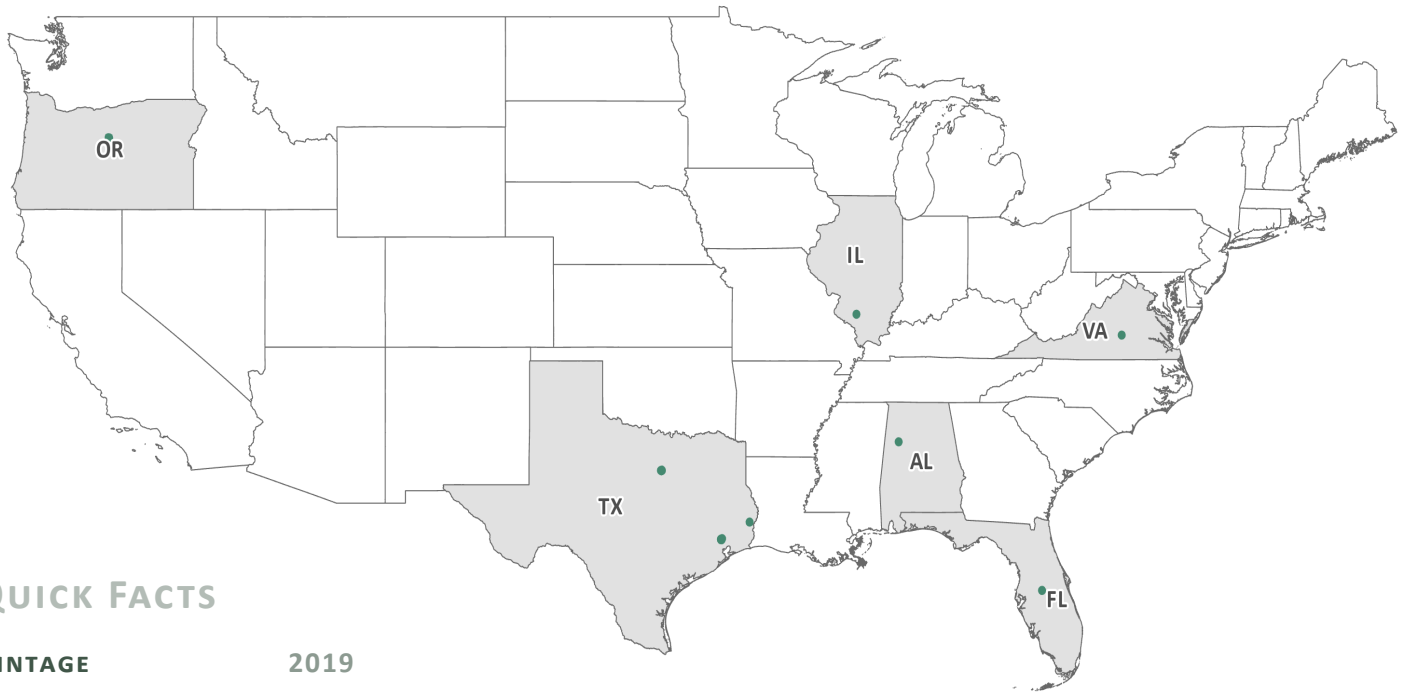 OR
IL
VA
AL
TX
FL
QUICK FACTS
INTAGE 2019